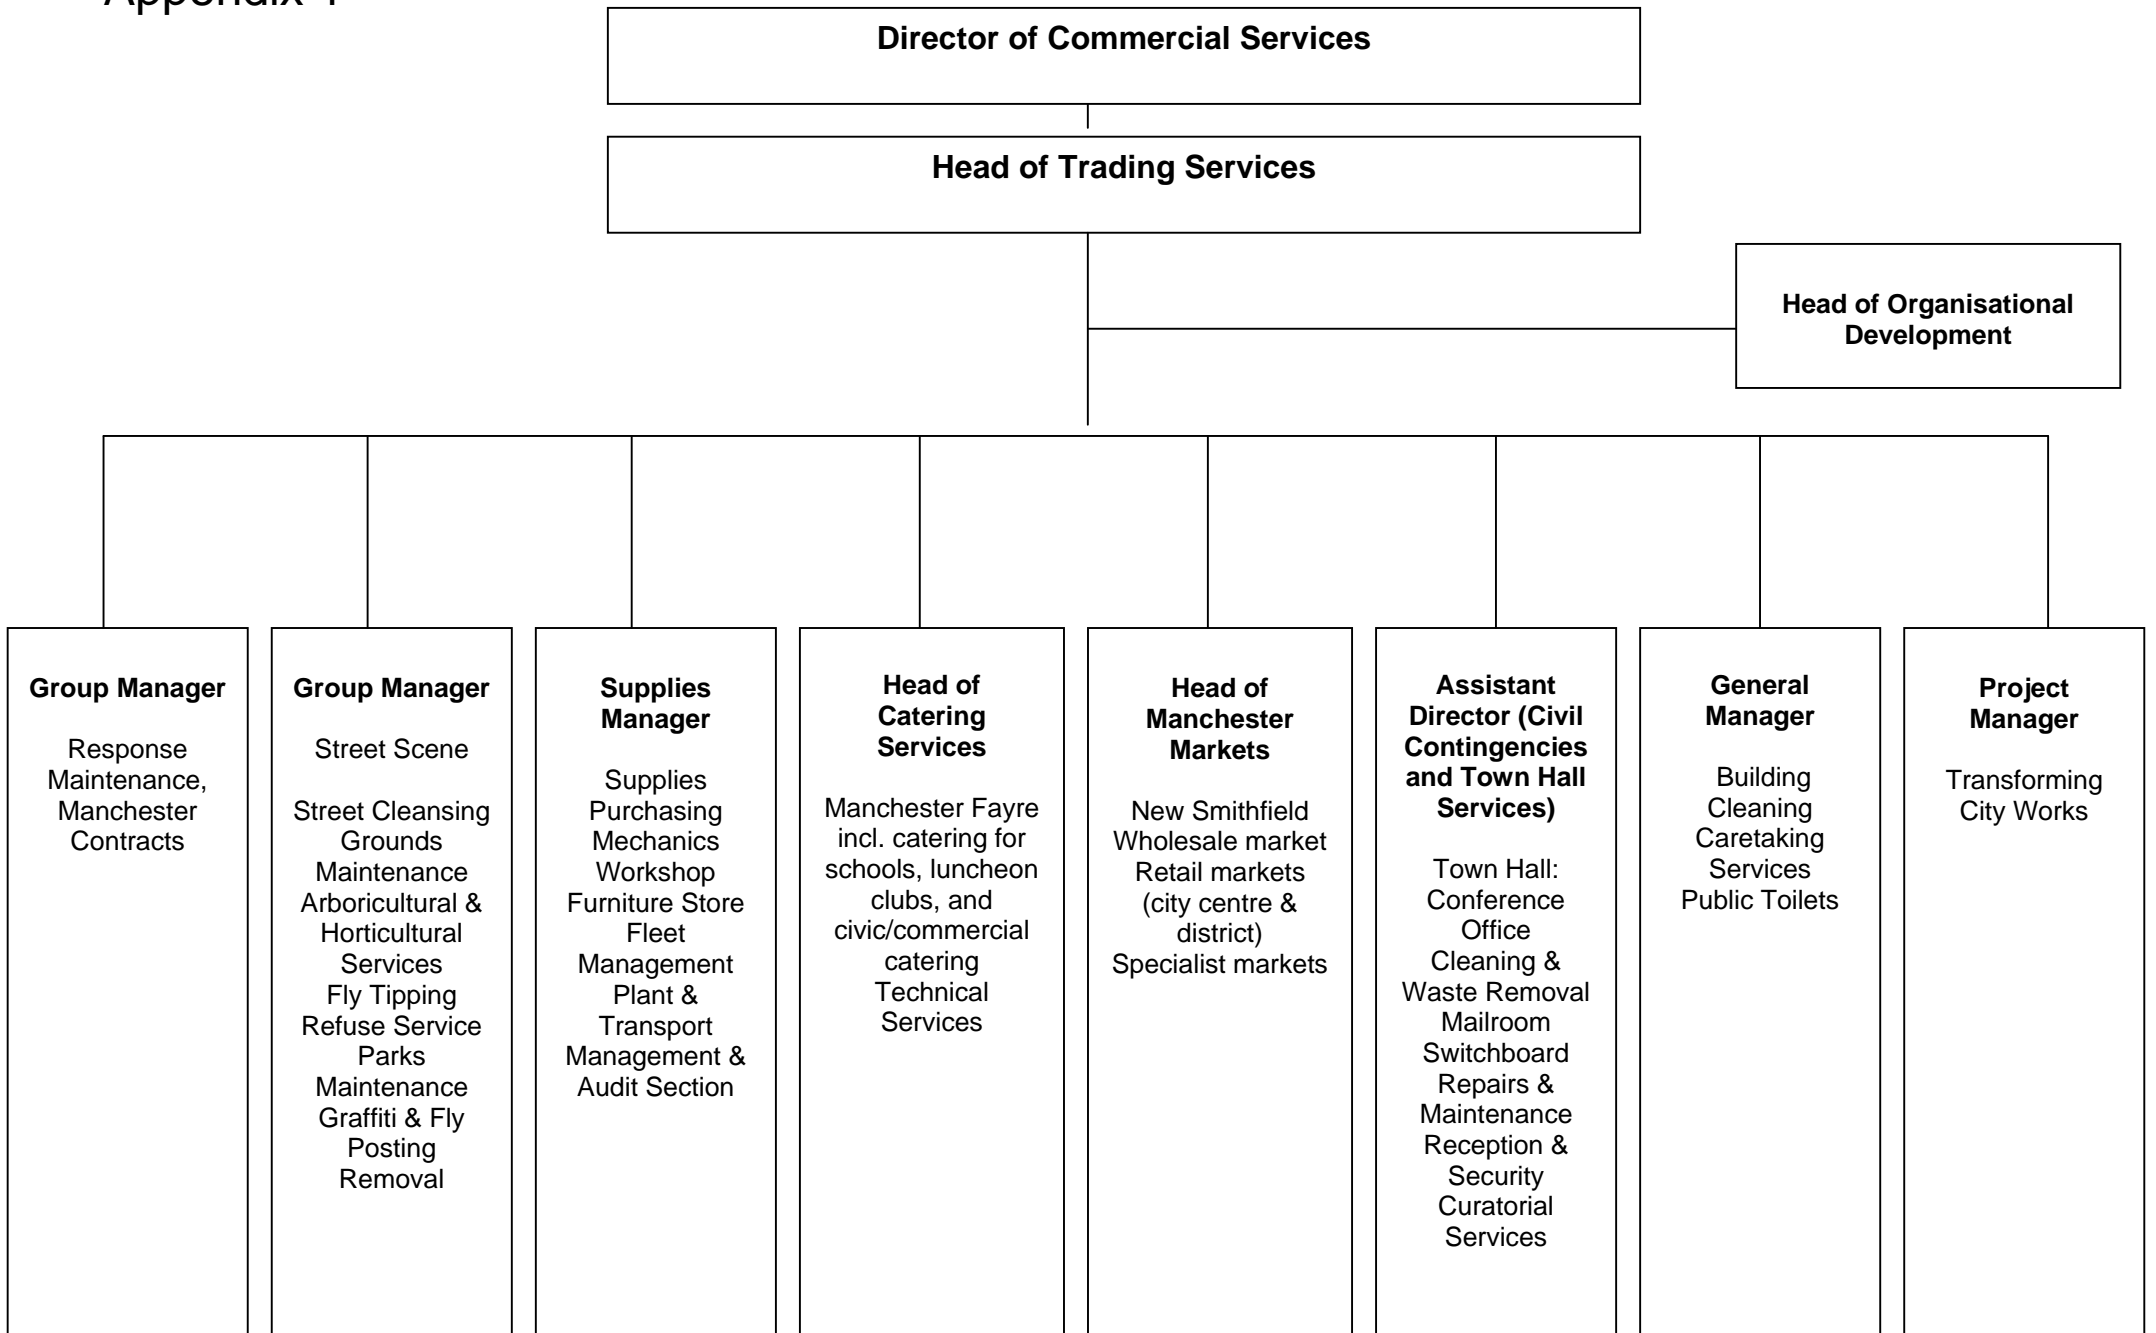 Appendix
Director of Commercial Services
Head of Trading Services
Head of Organisational
Development
Group Manager
Response
Maintenance,
Manchester
Contracts
Group Manager
Street Scene
Street Cleansing
Grounds
Maintenance
Arboricultural &
Horticultural
Services
Fly Tipping
Refuse Service
Parks
Maintenance
Graffiti & Fly
Posting
Removal
Supplies
Manager
Supplies
Purchasing
Mechanics
Workshop
Furniture Store
Fleet
Management
Plant &
Transport
Management &
Audit Section
Head of
Catering
Services
Manchester Fayre
incl. catering for
schools, luncheon
clubs, and
civic/commercial
catering
Technical
Services
Head of
Manchester
Markets
New Smithfield
Wholesale market
Retail markets
(city centre &
district)
Specialist markets
Assistant
Director (Civil
Contingencies
and Town Hall
Services)
Town Hall:
Conference
Office
Cleaning &
Waste Removal
Mailroom
Switchboard
Repairs &
Maintenance
Reception &
Security
Curatorial
Services
General
Manager
Building
Cleaning
Caretaking
Services
Public Toilets
Project
Manager
Transforming
City Works